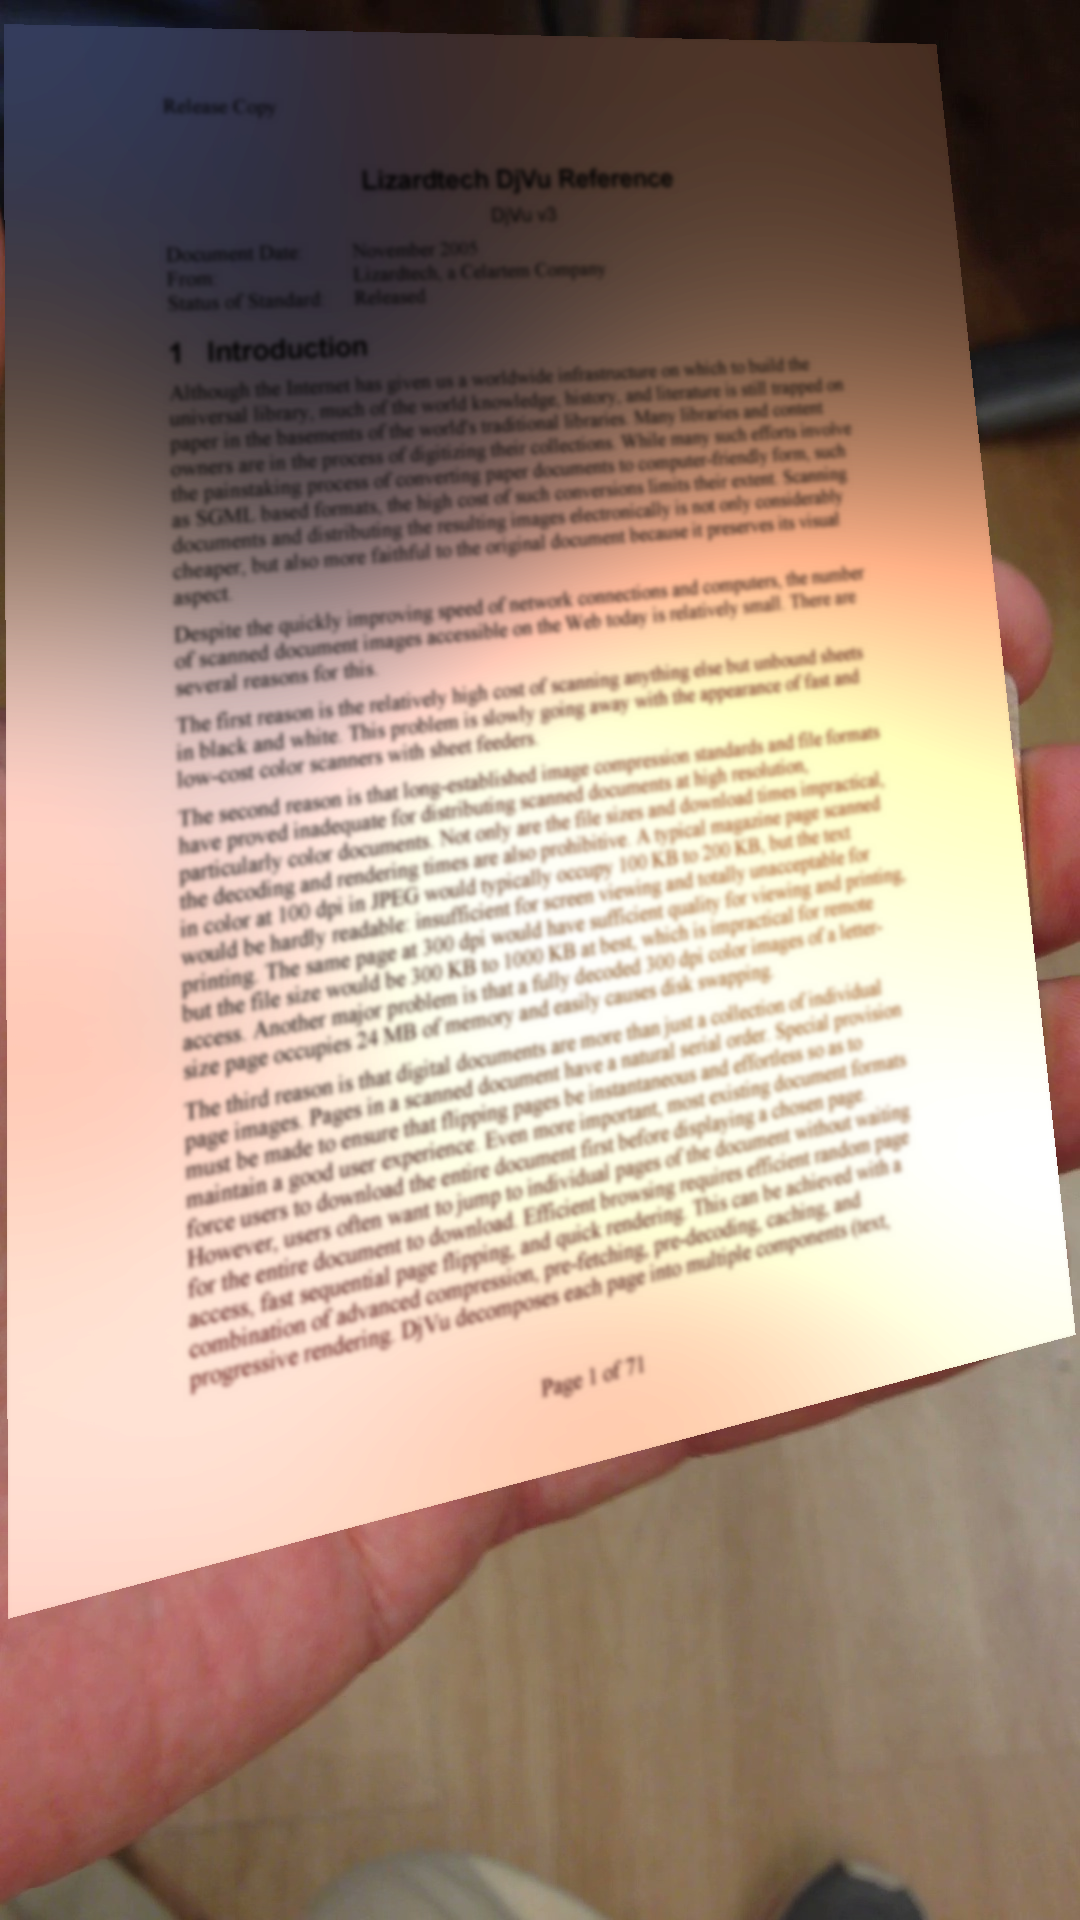 Release Copy
Lizardtech DjVu Reference
DjVu v3
Document Date: November 2005
From: Lizardtech, a Celartem Company
Status of Standard: Released
1 Introduction
Although the Internet has given us a worldwide infrastructure on which to build the
universal library, much of the world knowledge, history, and literature is still trapped on
paper in the basements of the world's traditional libraries. Many libraries and content
owners are in the process of digitizing their collections. While many such efforts involve
the painstaking process of converting paper documents to computer-friendly form, such
as SGML based formats, the high cost of such conversions limits their extent. Scanning
documents and distributing the resulting images electronically is not only considerably
cheaper, but also more faithful to the original document because it preserves its visual
aspect.
Despite the quickly improving speed of network connections and computers, the number
of scanned document images accessible on the Web today is relatively small. There are
several reasons for this.
The first reason is the relatively high cost of scanning anything else but unbound sheets
in black and white. This problem is slowly going away with the appearance of fast and
low-cost color scanners with sheet feeders.
The second reason is that long-established image compression standards and file formats
have proved inadequate for distributing scanned documents at high resolution,
particularly color documents. Not only are the file sizes and download times impractical,
the decoding and rendering times are also prohibitive. A typical magazine page scanned
in color at 100 dpi in JPEG would typically occupy 100 KB to 200 KB, but the text
would be hardly readable: insufficient for screen viewing and totally unacceptable for
printing. The same page at 300 dpi would have sufficient quality for viewing and printing,
but the file size would be 300 KB to 1000 KB at best, which is impractical for remote
access. Another major problem is that a fully decoded 300 dpi color images of a letter-
size page occupies 24 MB of memory and easily causes disk swapping.
The third reason is that digital documents are more than just a collection of individual
page images. Pages in a scanned document have a natural serial order. Special provision
must be made to ensure that flipping pages be instantaneous and effortless so as to
maintain a good user experience. Even more important, most existing document formats
force users to download the entire document first before displaying a chosen page.
However, users often want to jump to individual pages of the document without waiting
for the entire document to download. Efficient browsing requires efficient random page
access, fast sequential page flipping, and quick rendering. This can be achieved with a
combination of advanced compression, pre-fetching, pre-decoding, caching, and
progressive rendering. DjVu decomposes each page into multiple components (text,
Page 1 of 71